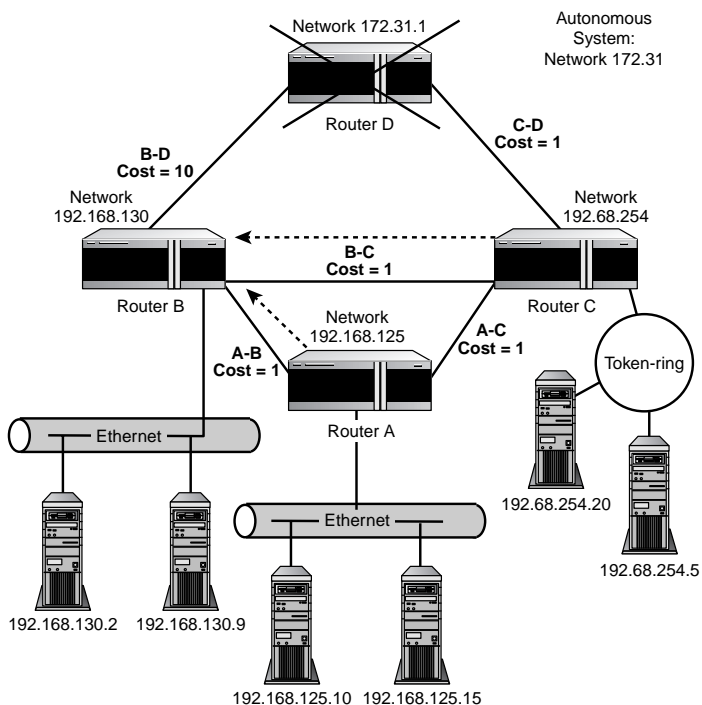 Network 172.31.1
Autonomous
System:
Network 172.31
Router D
B-D
Cost = 10
C-D
Cost = 1
Network
192.168.130
Network
192.68.254
B-C
Cost = 1
Router B
Router C
Network
192.168.125
A-B
Cost = 1
A-C
Cost = 1
Token-ring
Router A
Ethernet
192.68.254.20
Ethernet
192.68.254.5
192.168.130.2
192.168.130.9
192.168.125.10
192.168.125.15